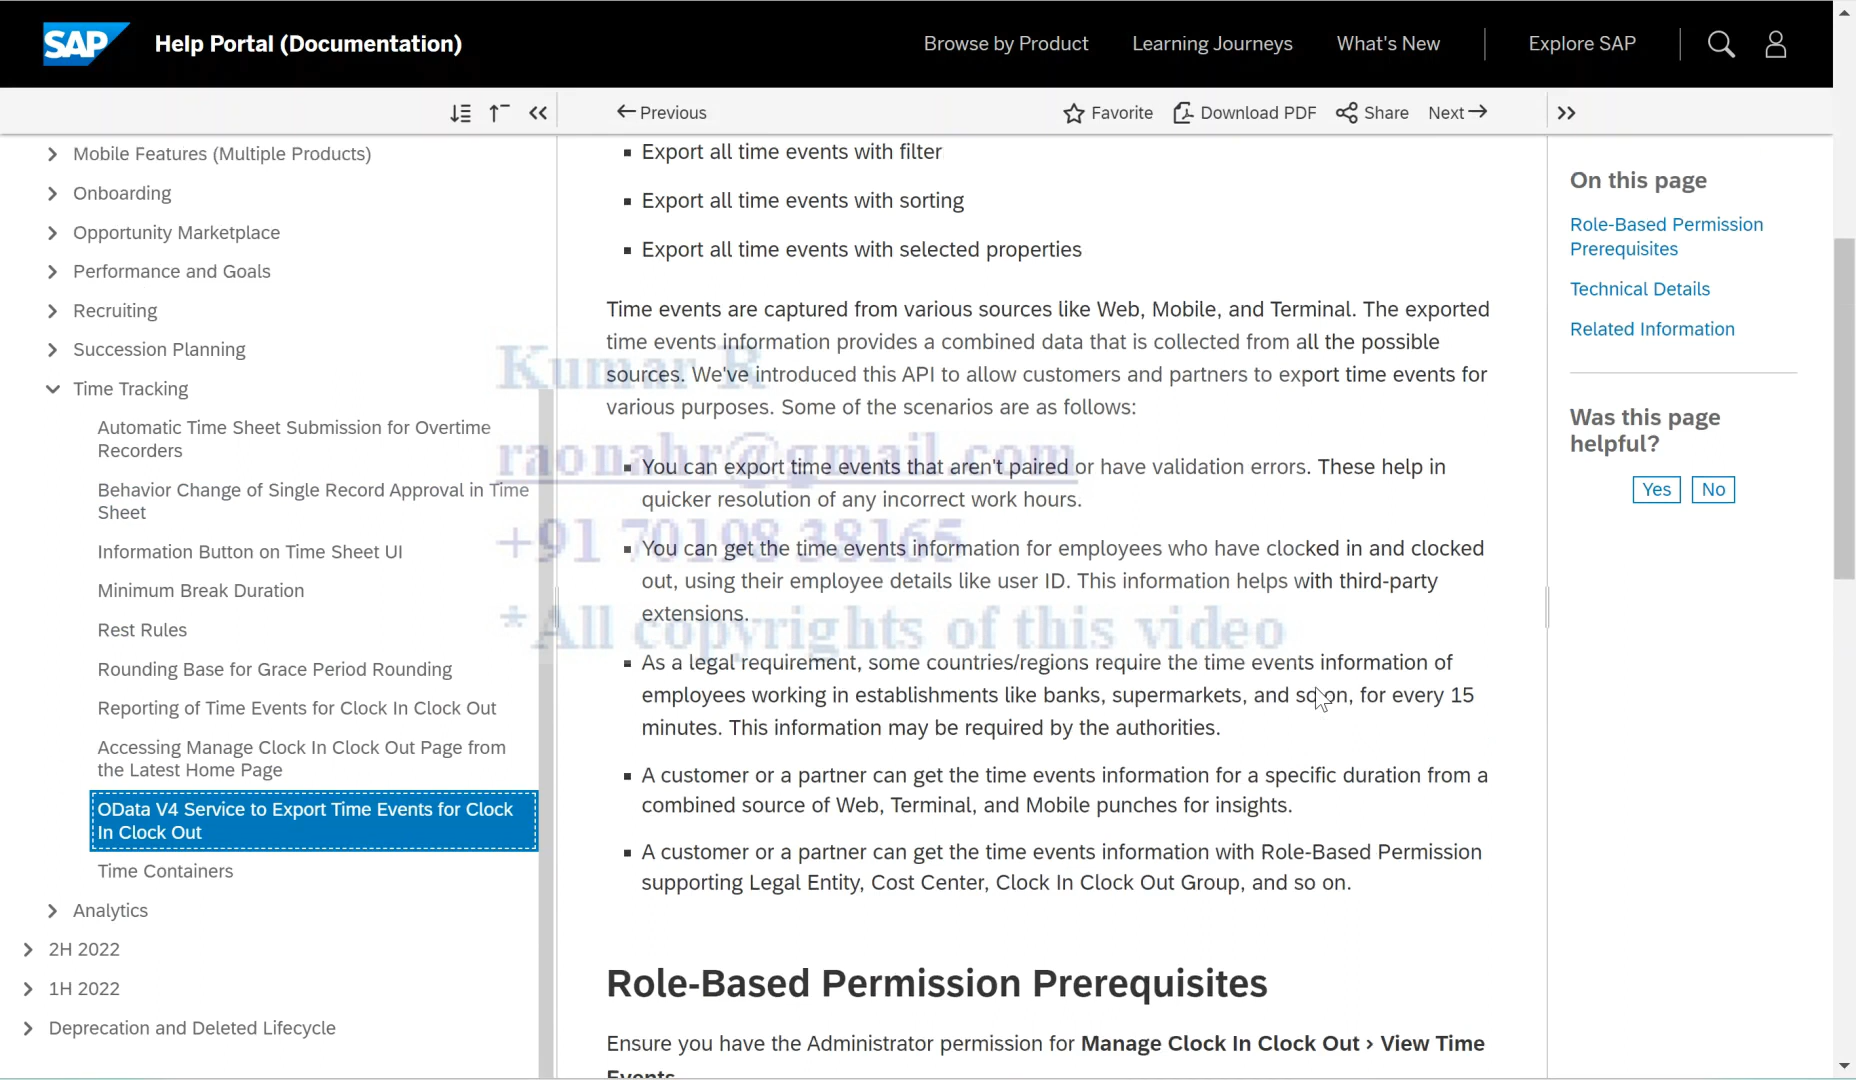 SAP Help Portal (Documentation)
Browse by Product
Learning Journeys
What's New
Explore SAP
Previous
Favorite
Download PDF
Share
Next
Mobile Features (Multiple Products)
Onboarding
Opportunity Marketplace
Performance and Goals
Recruiting
Succession Planning
Time Tracking
Automatic Time Sheet Submission for Overtime
Recorders
Behavior Change of Single Record Approval in Time
Sheet
Information Button on Time Sheet UI
Minimum Break Duration
Rest Rules
Rounding Base for Grace Period Rounding
Reporting of Time Events for Clock In Clock Out
Accessing Manage Clock In Clock Out Page from
the Latest Home Page
OData V4 Service to Export Time Events for Clock
In Clock Out
Time Containers
Analytics
2H 2022
1H 2022
Deprecation and Deleted Lifecycle
Export all time events with filter
Export all time events with sorting
Export all time events with selected properties
Time events are captured from various sources like Web, Mobile, and Terminal. The exported
time events information provides a combined data that is collected from all the possible
sources. We've introduced this API to allow customers and partners to export time events for
various purposes. Some of the scenarios are as follows:
You can export time events that aren't paired or have validation errors. These help in
quicker resolution of any incorrect work hours.
You can get the time events information for employees who have clocked in and clocked
out, using their employee details like user ID. This information helps with third-party
extensions.
As a legal requirement, some countries/regions require the time events information of
employees working in establishments like banks, supermarkets, and so on, for every 15
minutes. This information may be required by the authorities.
A customer or a partner can get the time events information for a specific duration from a
combined source of Web, Terminal, and Mobile punches for insights.
A customer or a partner can get the time events information with Role-Based Permission
supporting Legal Entity, Cost Center, Clock In Clock Out Group, and so on.
Role-Based Permission Prerequisites
Ensure you have the Administrator permission for Manage Clock In Clock Out › View Time
Events
Kumar R
raonahr@gmail.com
+91 70198 38165
*All copyrights of this video
On this page
Role-Based Permission
Prerequisites
Technical Details
Related Information
Was this page
helpful?
Yes
No